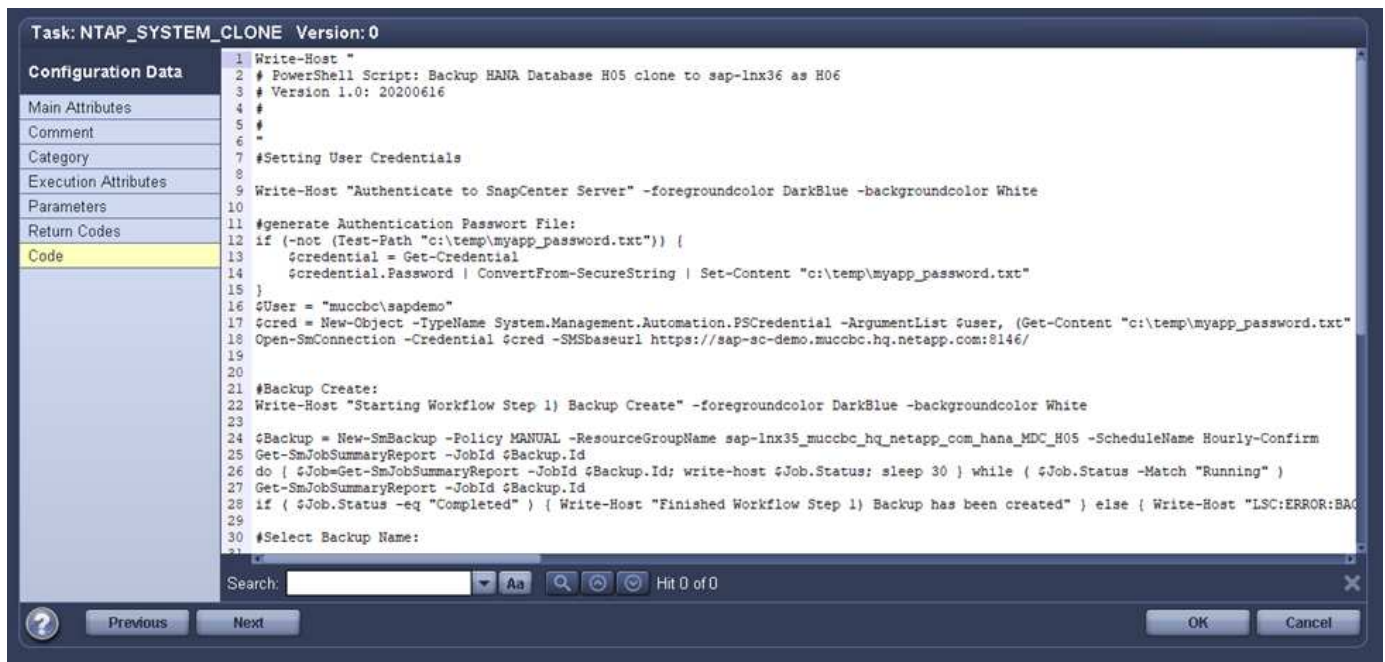 Task: NTAP_SYSTEM_CLONE Version: 0
Configuration Data
Main Attributes
Comment
Category
Execution Attributes
Parameters
Return Codes
Code
1 Write-Host "
2 # PowerShell Script: Backup HANA Database H05 clone to sap-lnx36 as H06
3 # Version 1.0: 20200616
4 #
5 #
6 "
7 #Setting User Credentials
8
9 Write-Host "Authenticate to SnapCenter Server" -foregroundcolor DarkBlue -backgroundcolor White
10
11 #generate Authentication Passwort File:
12 if (-not (Test-Path "c:\temp\myapp_password.txt")) {
13 $credential = Get-Credential
14 $credential.Password | ConvertFrom-SecureString | Set-Content "c:\temp\myapp_password.txt"
15 }
16 $User = "muccbc\sapdemo"
17 $cred = New-Object -TypeName System.Management.Automation.PSCredential -ArgumentList $user, (Get-Content "c:\temp\myapp_password.txt"
18 Open-SmConnection -Credential $cred -SMSbaseurl https://sap-sc-demo.muccbc.hq.netapp.com:8146/
19
20
21 #Backup Create:
22 Write-Host "Starting Workflow Step 1) Backup Create" -foregroundcolor DarkBlue -backgroundcolor White
23
24 $Backup = New-SmBackup -Policy MANUAL -ResourceGroupName sap-lnx35_muccbc_hq_netapp_com_hana_MDC_H05 -ScheduleName Hourly-Confirm
25 Get-SmJobSummaryReport -JobId $Backup.Id
26 do { $Job=Get-SmJobSummaryReport -JobId $Backup.Id; write-host $Job.Status; sleep 30 } while ( $Job.Status -Match "Running" )
27 Get-SmJobSummaryReport -JobId $Backup.Id
28 if ( $Job.Status -eq "Completed" ) { Write-Host "Finished Workflow Step 1) Backup has been created" } else { Write-Host "LSC:ERROR:BAC
29
30 #Select Backup Name:
31
Search: Aa Hit 0 of 0
? Previous Next OK Cancel